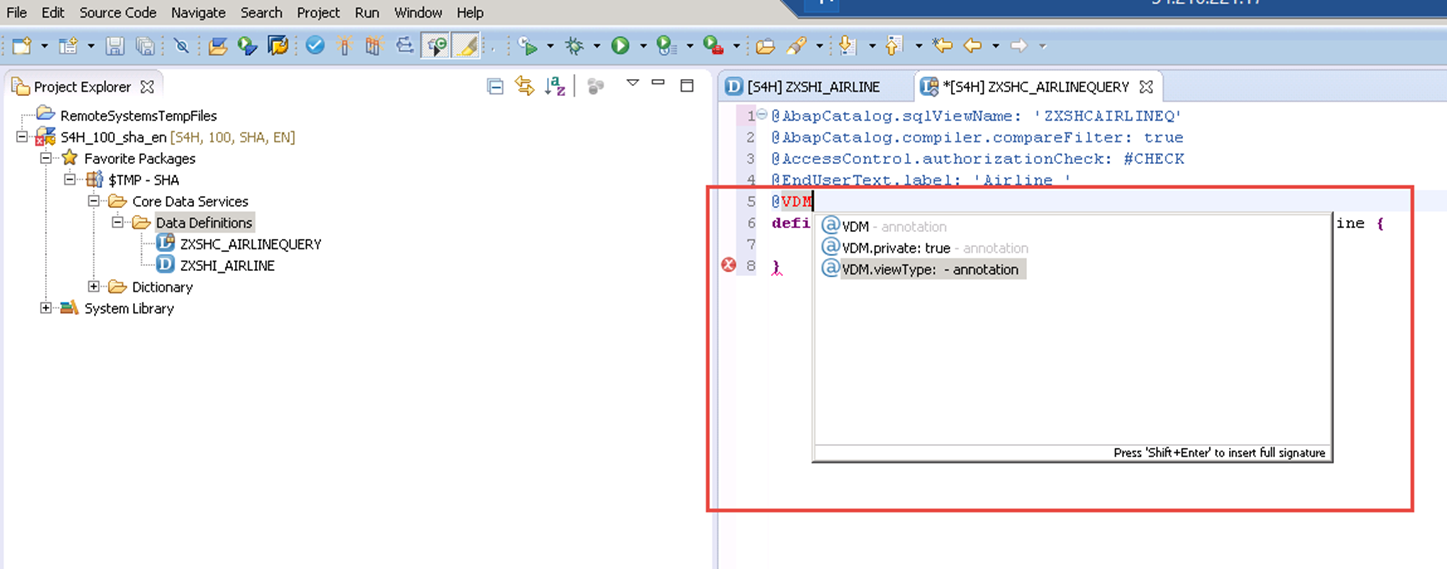 File Edit Source Code Navigate Search Project Run Window Help
Project Explorer
RemoteSystemsTempFiles
S4H_100_sha_en [S4H, 100, SHA, EN]
Favorite Packages
$TMP - SHA
Core Data Services
Data Definitions
ZXSHC_AIRLINEQUERY
ZXSHI_AIRLINE
Dictionary
System Library
[S4H] ZXSHI_AIRLINE *[S4H] ZXSHC_AIRLINEQUERY
1 @AbapCatalog.sqlViewName: 'ZXSHCAIRLINEQ'
2 @AbapCatalog.compiler.compareFilter: true
3 @AccessControl.authorizationCheck: #CHECK
4 @EndUserText.label: 'Airline '
5 @VDM
6 defi ine {
7
8 }
VDM - annotation
VDM.private: true - annotation
VDM.viewType: - annotation
Press 'Shift+Enter' to insert full signature